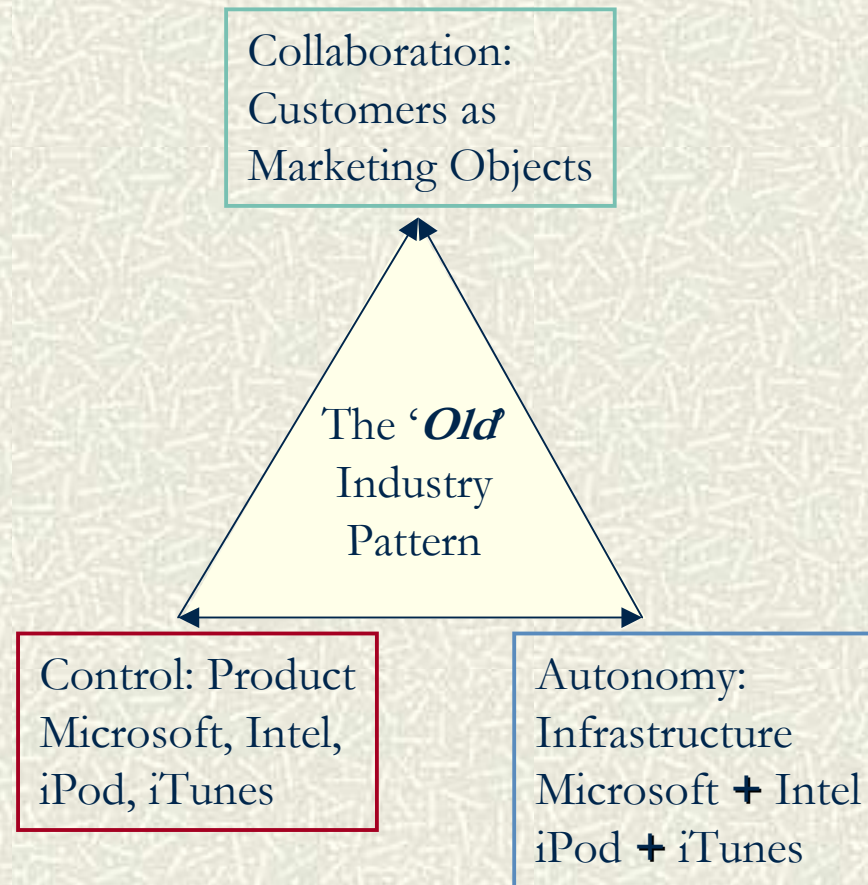 Collaboration:
Customers as
Marketing Objects
The ‘Old’
Industry
Pattern
Control: Product
Microsoft, Intel,
iPod, iTunes
Autonomy:
Infrastructure
Microsoft + Intel
iPod + iTunes